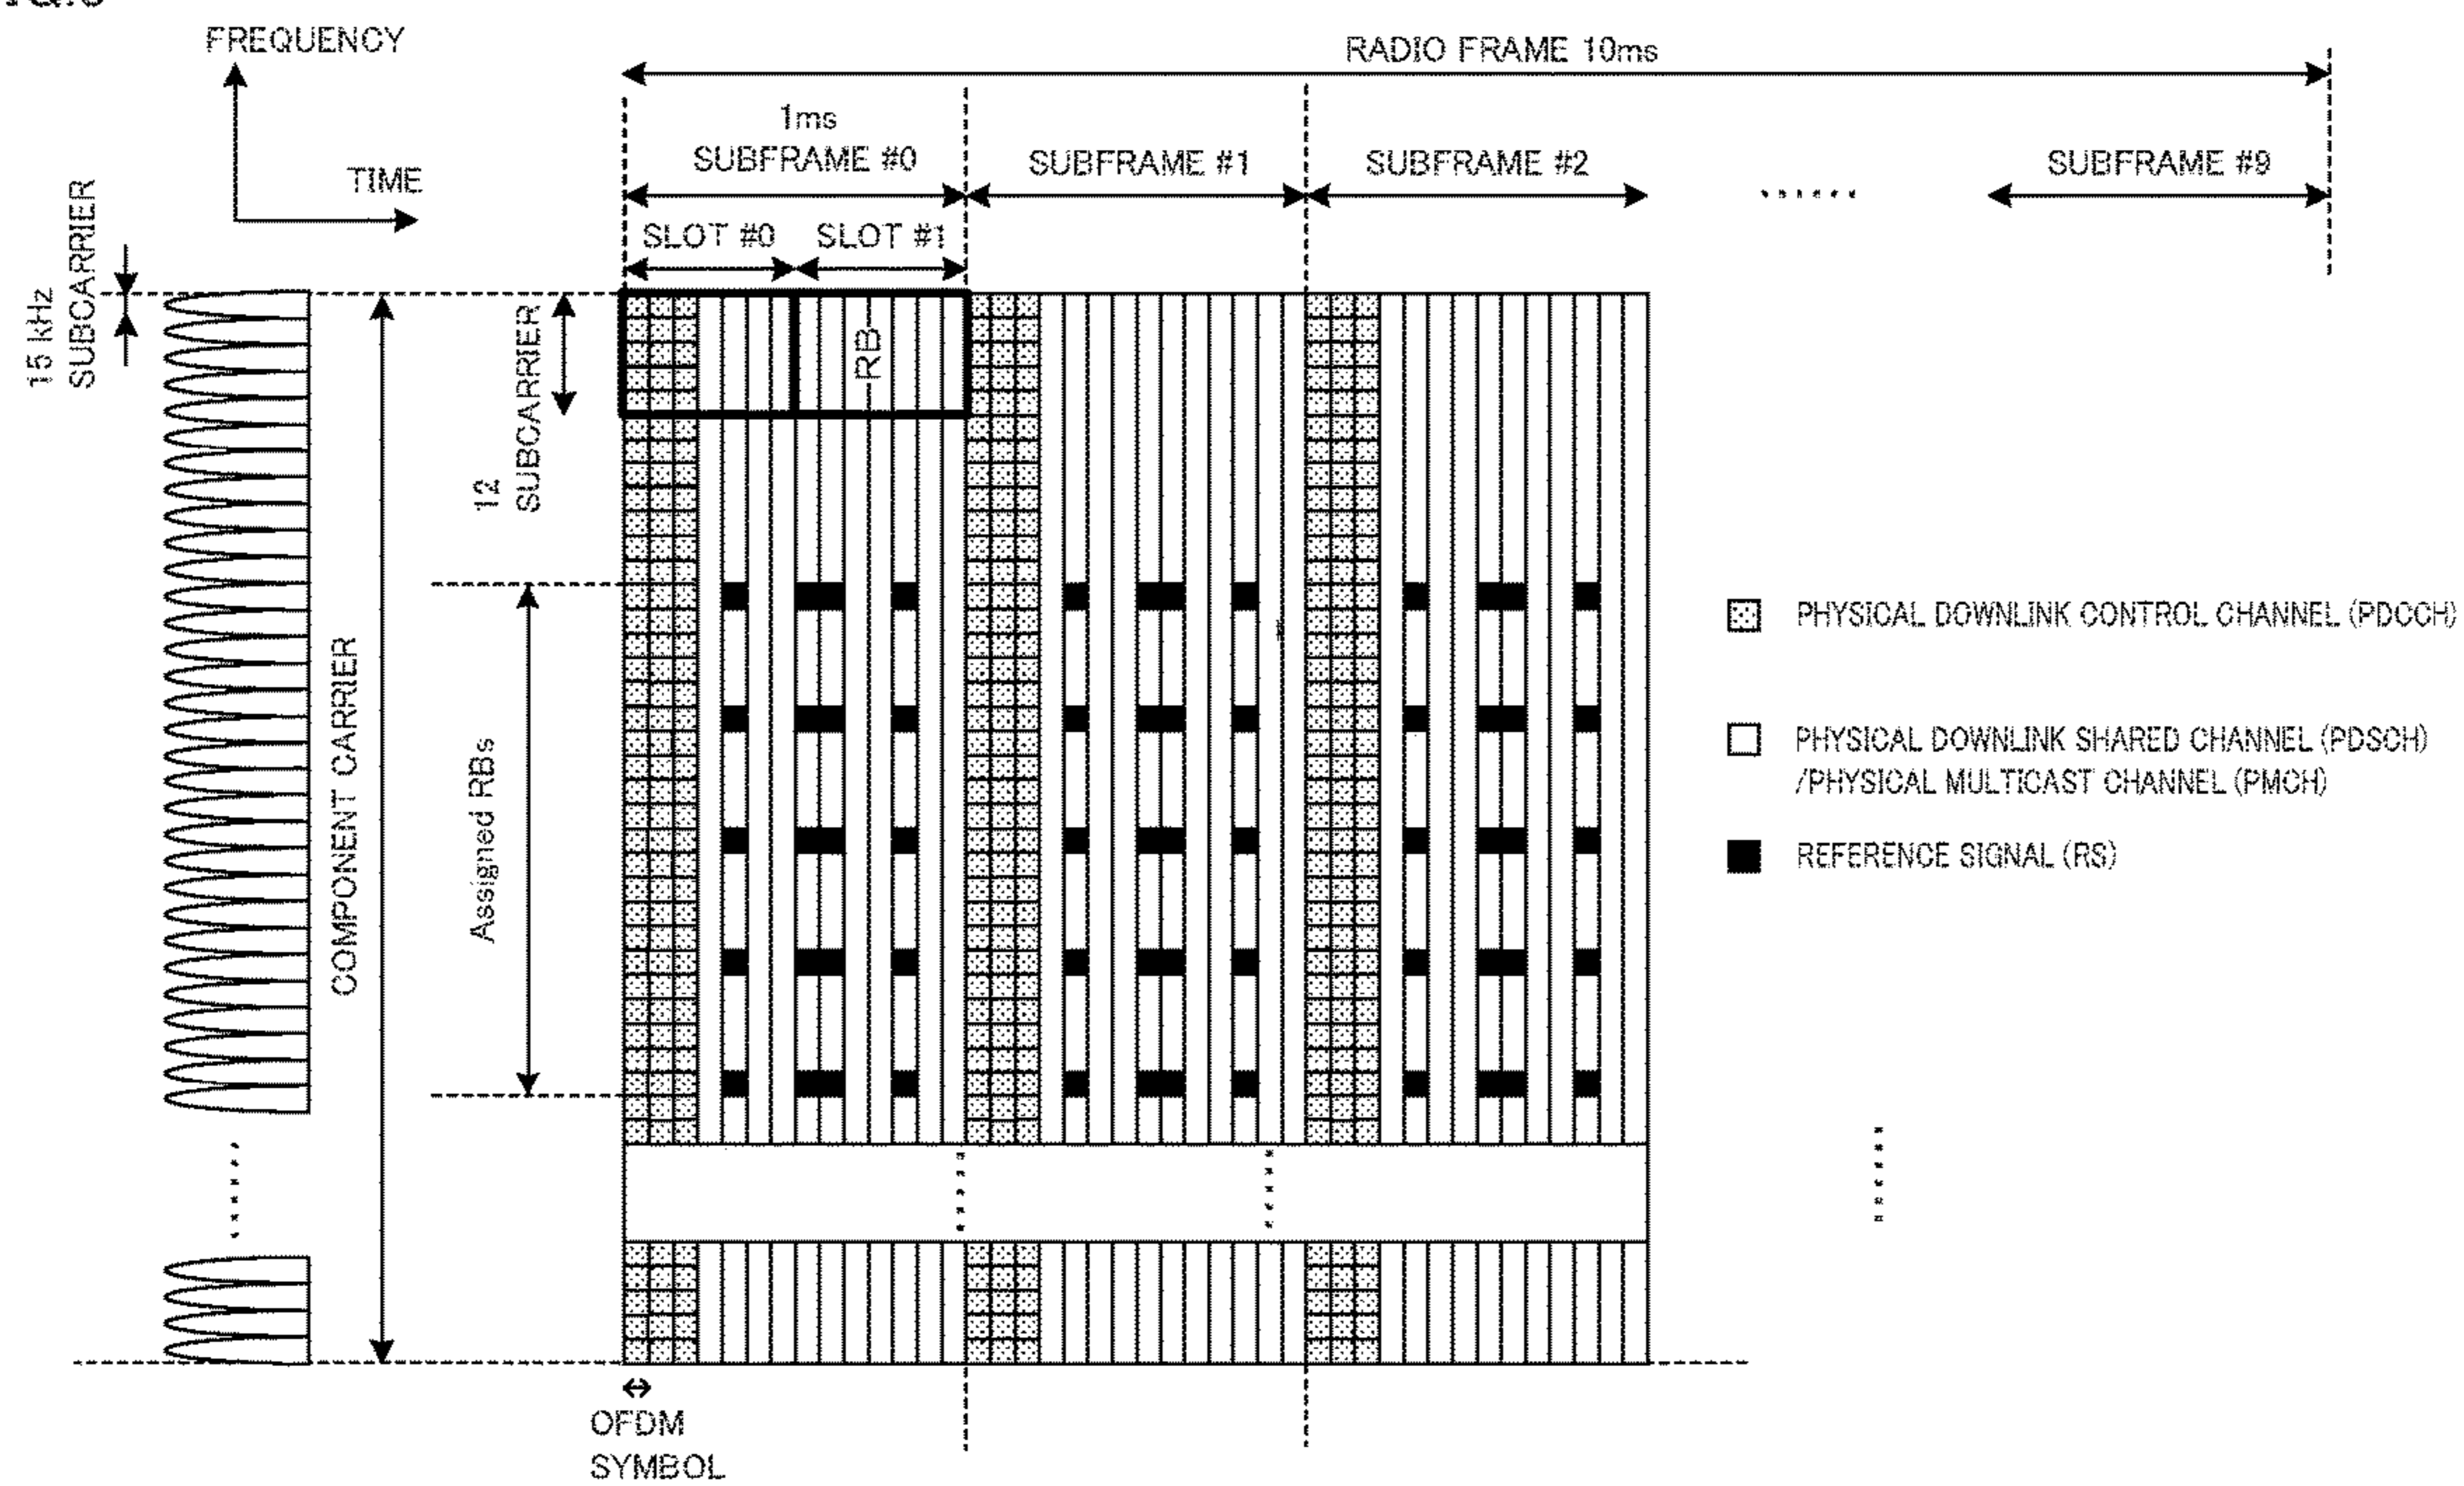 FREQUENCY
RADIO FRAME 10ms
1ms
SUBFRAME #0
SUBFRAME #1
SUBFRAME #2
SUBFRAME #9
TIME
SLOT #0
SLOT #1
15 kHz
SUBCARRIER
12
SUBCARRIER
RB
COMPONENT CARRIER
Assigned RBs
PHYSICAL DOWNLINK CONTROL CHANNEL (PDCCH)
PHYSICAL DOWNLINK SHARED CHANNEL (PDSCH)
/PHYSICAL MULTICAST CHANNEL (PMCH)
REFERENCE SIGNAL (RS)
OFDM
SYMBOL